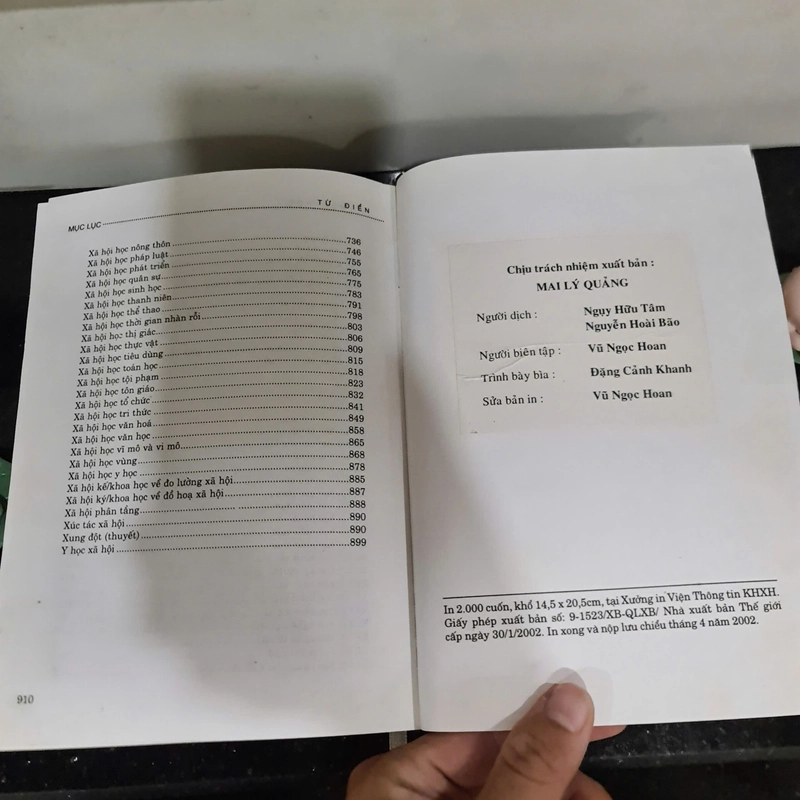 MỤC LỤC TỪ ĐIỂN
Xã hội học nông thôn 736
Xã hội học pháp luật 746
Xã hội học phát triển 755
Xã hội học quân sự 765
Xã hội học sinh học 775
Xã hội học thanh niên 783
Xã hội học thể thao 791
Xã hội học thời gian nhàn rỗi 798
Xã hội học thị giác 803
Xã hội học thực vật 806
Xã hội học tiêu dùng 809
Xã hội học toán học 815
Xã hội học tội phạm 818
Xã hội học tôn giáo 823
Xã hội học tổ chức 832
Xã hội học tri thức 841
Xã hội học văn hoá 849
Xã hội học văn học 858
Xã hội học vĩ mô và vi mô 865
Xã hội học vùng 868
Xã hội học y học 878
Xã hội kế/khoa học về đo lường xã hội 885
Xã hội ký/khoa học về đồ hoạ xã hội 887
Xã hội phân tầng 888
Xúc tác xã hội 890
Xung đột (thuyết) 890
Y học xã hội 899
910
Chịu trách nhiệm xuất bản :
MAI LÝ QUẢNG
Người dịch : Ngụy Hữu Tâm
Nguyễn Hoài Bão
Người biên tập : Vũ Ngọc Hoan
Trình bày bìa : Đặng Cảnh Khanh
Sửa bản in : Vũ Ngọc Hoan
In 2.000 cuốn, khổ 14,5 x 20,5cm, tại Xưởng in Viện Thông tin KHXH.
Giấy phép xuất bản số: 9-1523/XB-QLXB/ Nhà xuất bản Thế giới
cấp ngày 30/1/2002. In xong và nộp lưu chiểu tháng 4 năm 2002.